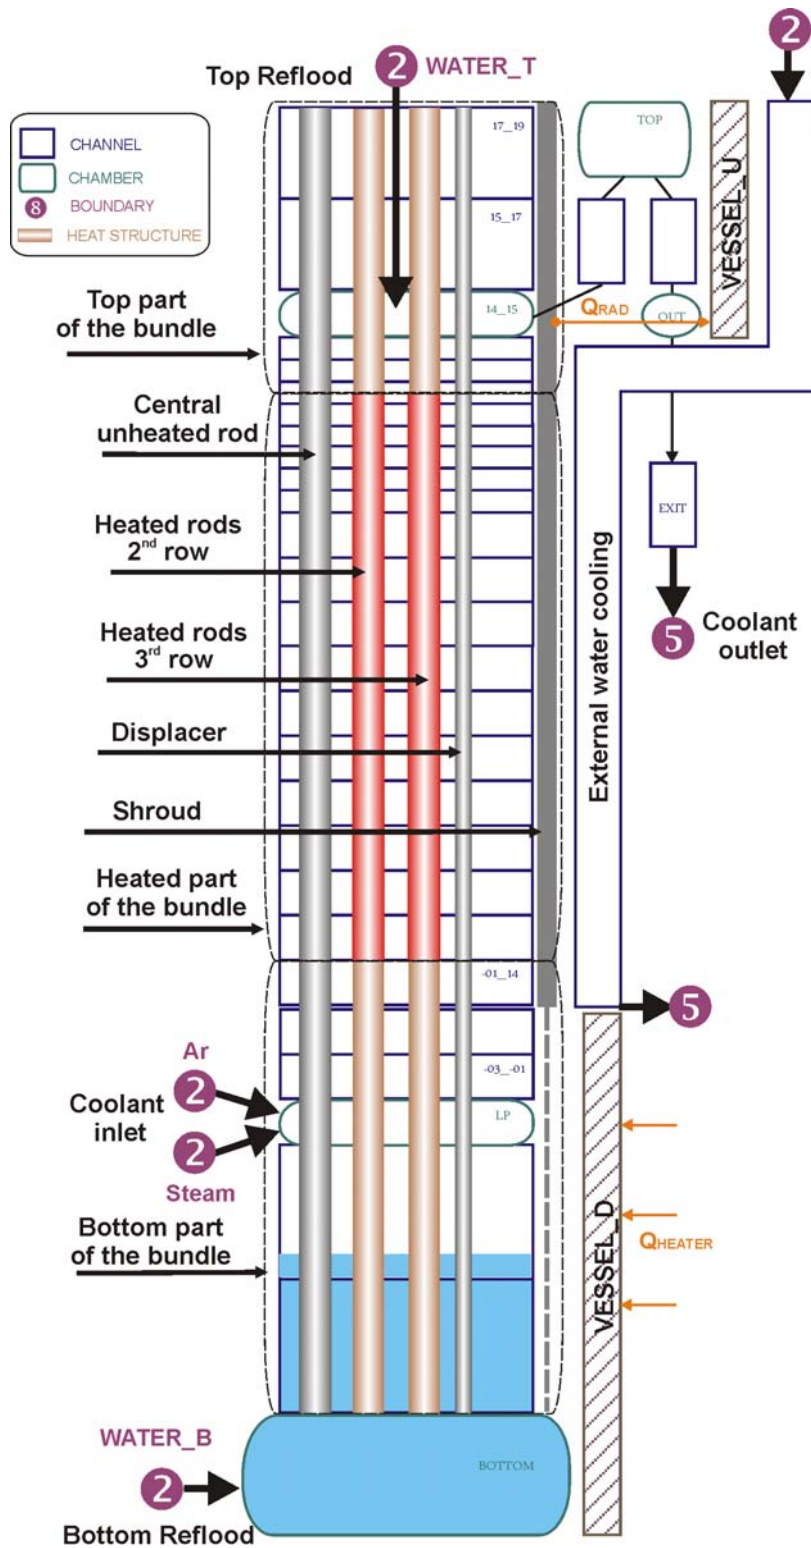 2
Top Reflood
2
WATER_T
CHANNEL
CHAMBER
8
BOUNDARY
HEAT STRUCTURE
17_19
TOP
VESSEL_U
15_17
Top part
of the bundle
14_15
QRAD
OUT
Central
unheated rod
EXIT
Heated rods
2nd row
External water cooling
5
Coolant
outlet
Heated rods
3rd row
Displacer
Shroud
Heated part
of the bundle
-01_14
5
Ar
2
-03_-01
Coolant
inlet
LP
2
Steam
Bottom part
of the bundle
VESSEL_D
QHEATER
WATER_B
BOTTOM
2
Bottom Reflood